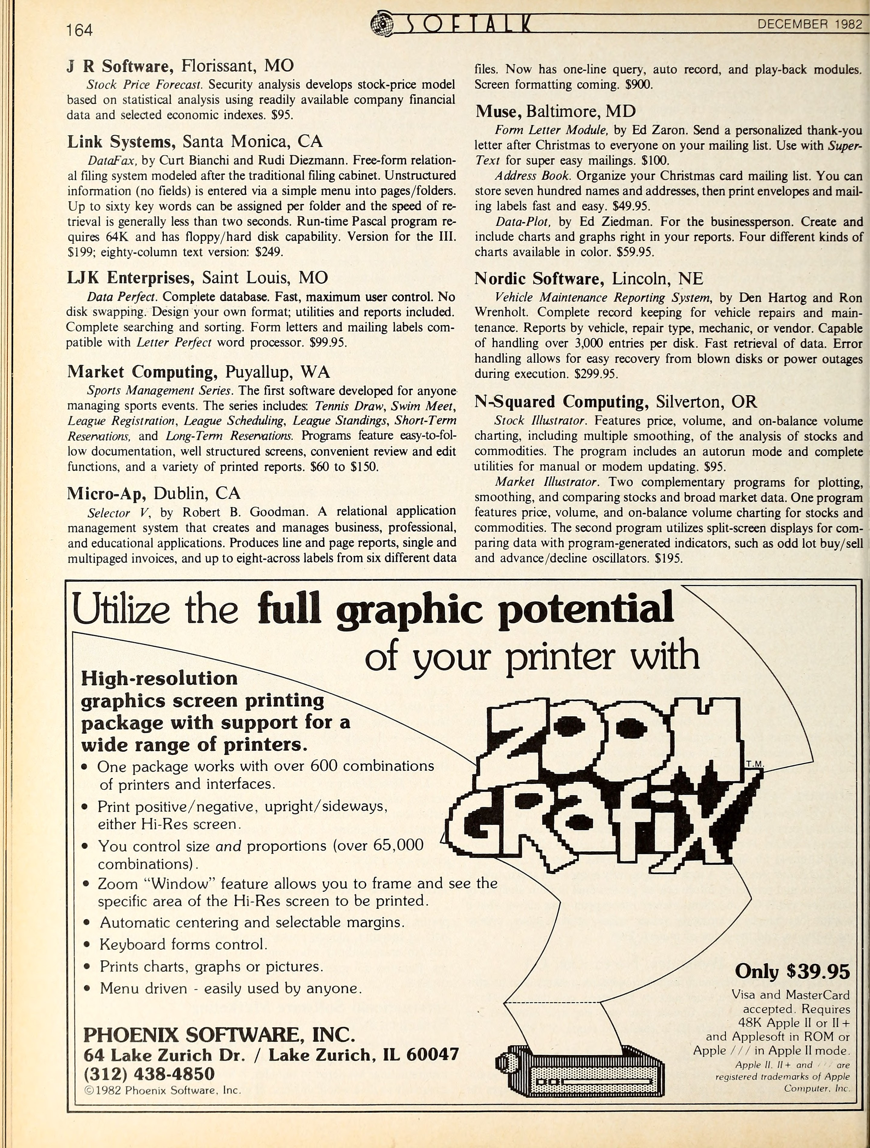 164
SOFTALK
DECEMBER 1982
J R Software, Florissant, MO
Stock Price Forecast. Security analysis develops stock-price model
based on statistical analysis using readily available company financial
data and selected economic indexes. $95.
Link Systems, Santa Monica, CA
DataFax, by Curt Bianchi and Rudi Diezmann. Free-form relation-
al filing system modeled after the traditional filing cabinet. Unstructured
information (no fields) is entered via a simple menu into pages/folders.
Up to sixty key words can be assigned per folder and the speed of re-
trieval is generally less than two seconds. Run-time Pascal program re-
quires 64K and has floppy/hard disk capability. Version for the III.
$199; eighty-column text version: $249.
LJK Enterprises, Saint Louis, MO
Data Perfect. Complete database. Fast, maximum user control. No
disk swapping. Design your own format; utilities and reports included.
Complete searching and sorting. Form letters and mailing labels com-
patible with Letter Perfect word processor. $99.95.
Market Computing, Puyallup, WA
Sports Management Series. The first software developed for anyone
managing sports events. The series includes: Tennis Draw, Swim Meet,
League Registration, League Scheduling, League Standings, Short-Term
Reservations, and Long-Term Reservations. Programs feature easy-to-fol-
low documentation, well structured screens, convenient review and edit
functions, and a variety of printed reports. $60 to $150.
Micro-Ap, Dublin, CA
Selector V, by Robert B. Goodman. A relational application
management system that creates and manages business, professional,
and educational applications. Produces line and page reports, single and
multipaged invoices, and up to eight-across labels from six different data
files. Now has one-line query, auto record, and play-back modules.
Screen formatting coming. $900.
Muse, Baltimore, MD
Form Letter Module, by Ed Zaron. Send a personalized thank-you
letter after Christmas to everyone on your mailing list. Use with Super-
Text for super easy mailings. $100.
Address Book. Organize your Christmas card mailing list. You can
store seven hundred names and addresses, then print envelopes and mail-
ing labels fast and easy. $49.95.
Data-Plot, by Ed Ziedman. For the businessperson. Create and
include charts and graphs right in your reports. Four different kinds of
charts available in color. $59.95.
Nordic Software, Lincoln, NE
Vehicle Maintenance Reporting System, by Den Hartog and Ron
Wrenholt. Complete record keeping for vehicle repairs and main-
tenance. Reports by vehicle, repair type, mechanic, or vendor. Capable
of handling over 3,000 entries per disk. Fast retrieval of data. Error
handling allows for easy recovery from blown disks or power outages
during execution. $299.95.
N-Squared Computing, Silverton, OR
Stock Illustrator. Features price, volume, and on-balance volume
charting, including multiple smoothing, of the analysis of stocks and
commodities. The program includes an autorun mode and complete
utilities for manual or modem updating. $95.
Market Illustrator. Two complementary programs for plotting,
smoothing, and comparing stocks and broad market data. One program
features price, volume, and on-balance volume charting for stocks and
commodities. The second program utilizes split-screen displays for com-
paring data with program-generated indicators, such as odd lot buy/sell
and advance/decline oscillators. $195.
Utilize the full graphic potential
of your printer with
ZOOM
GRafiX
T.M.
High-resolution
graphics screen printing
package with support for a
wide range of printers.
• One package works with over 600 combinations
of printers and interfaces.
• Print positive/negative, upright/sideways,
either Hi-Res screen.
• You control size and proportions (over 65,000
combinations).
• Zoom "Window" feature allows you to frame and see the
specific area of the Hi-Res screen to be printed.
• Automatic centering and selectable margins.
• Keyboard forms control.
• Prints charts, graphs or pictures.
• Menu driven - easily used by anyone.
PHOENIX SOFTWARE, INC.
64 Lake Zurich Dr. / Lake Zurich, IL 60047
(312) 438-4850
©1982 Phoenix Software, Inc.
Only $39.95
Visa and MasterCard
accepted. Requires
48K Apple II or II+
and Applesoft in ROM or
Apple /// in Apple II mode.
Apple II, II+ and are
registered trademarks of Apple
Computer, Inc.